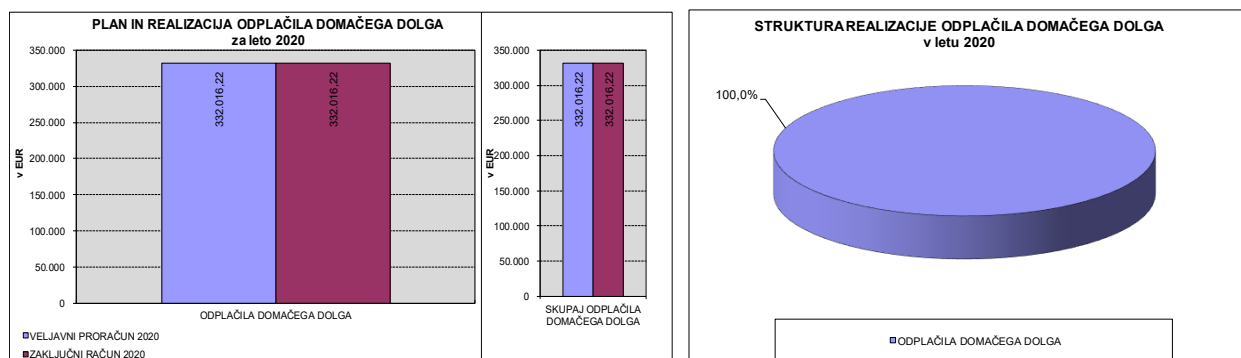 PLAN IN REALIZACIJA ODPLAČILA DOMAČEGA DOLGA
za leto 2020
v EUR
350.000
300.000
250.000
200.000
150.000
100.000
50.000
0
332.016,22
332.016,22
ODPLAČILA DOMAČEGA DOLGA
VELJAVNI PRORAČUN 2020
ZAKLJUČNI RAČUN 2020
v EUR
350.000
300.000
250.000
200.000
150.000
100.000
50.000
0
332.016,22
332.016,22
SKUPAJ ODPLAČILA
DOMAČEGA DOLGA
STRUKTURA REALIZACIJE ODPLAČILA DOMAČEGA DOLGA
v letu 2020
100,0%
ODPLAČILA DOMAČEGA DOLGA